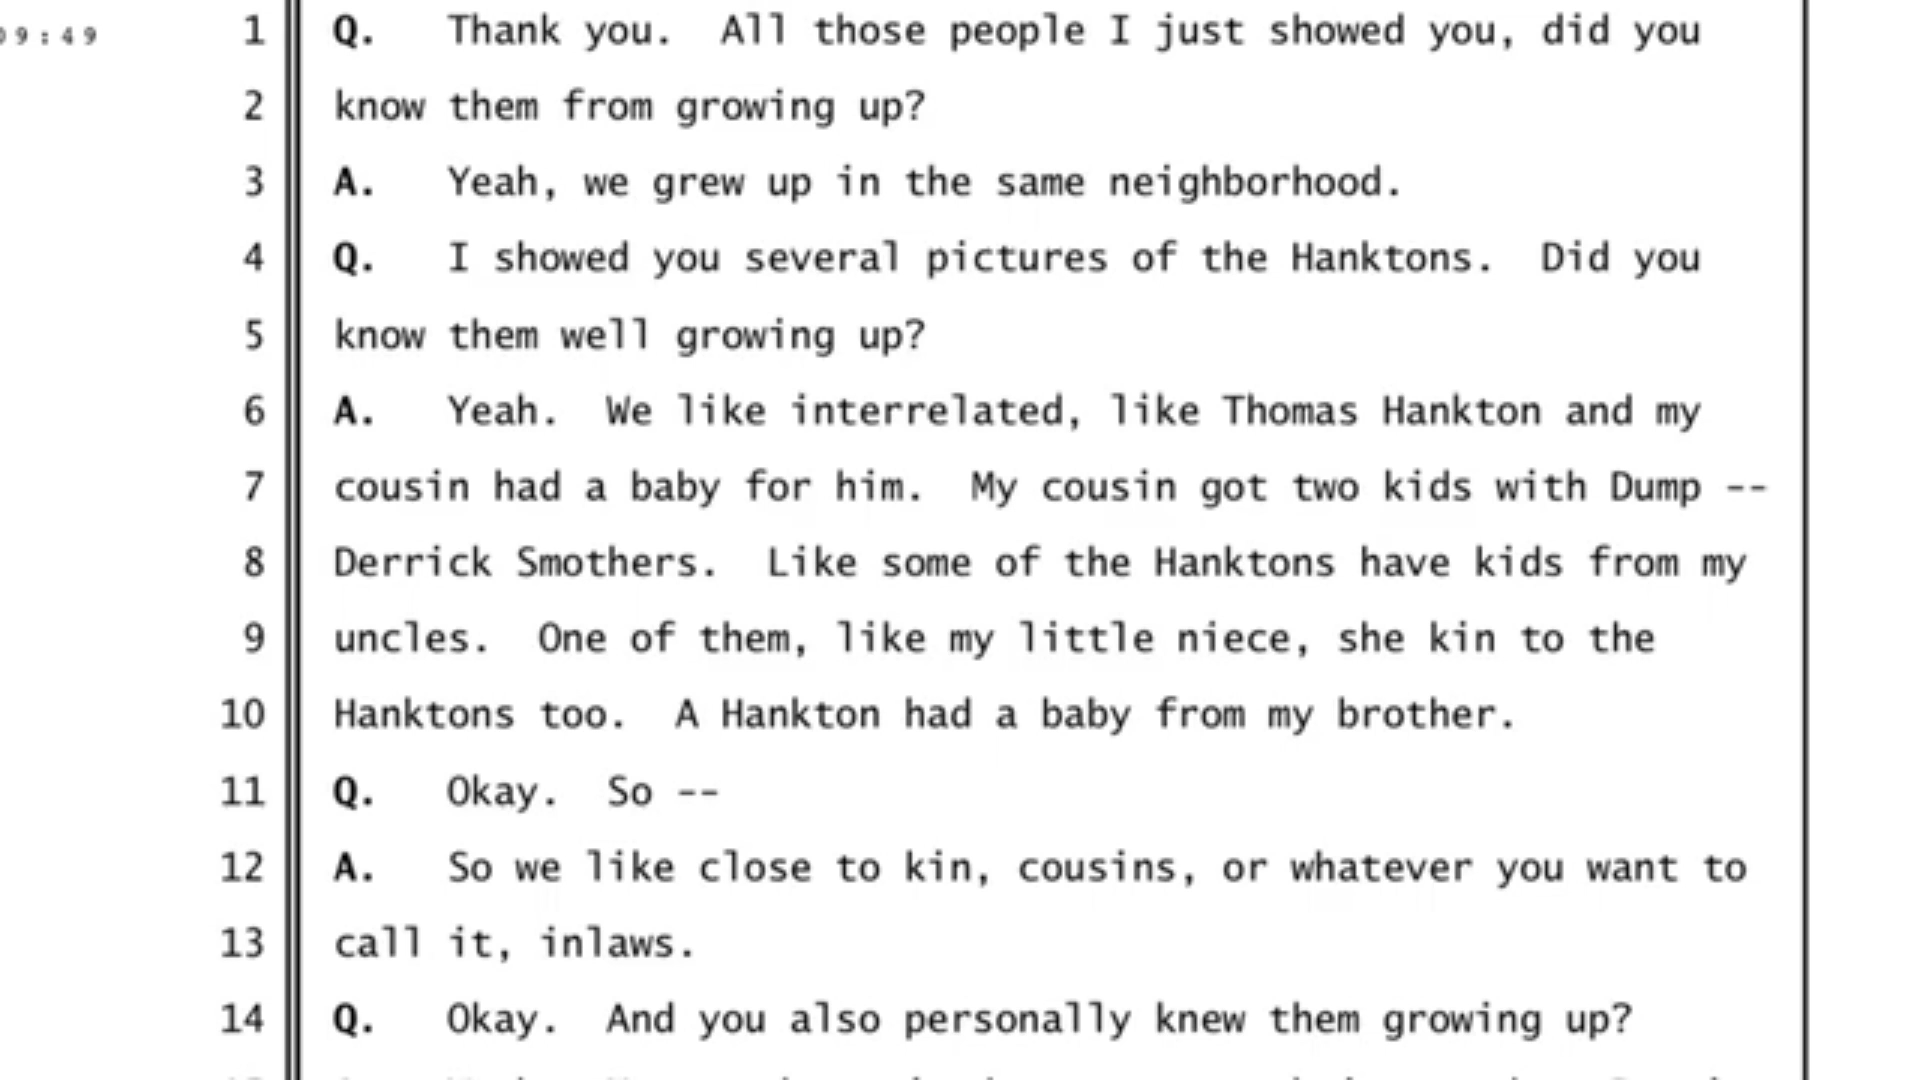 09:49
1 Q. Thank you. All those people I just showed you, did you
2 know them from growing up?
3 A. Yeah, we grew up in the same neighborhood.
4 Q. I showed you several pictures of the Hanktons. Did you
5 know them well growing up?
6 A. Yeah. We like interrelated, like Thomas Hankton and my
7 cousin had a baby for him. My cousin got two kids with Dump --
8 Derrick Smothers. Like some of the Hanktons have kids from my
9 uncles. One of them, like my little niece, she kin to the
10 Hanktons too. A Hankton had a baby from my brother.
11 Q. Okay. So --
12 A. So we like close to kin, cousins, or whatever you want to
13 call it, inlaws.
14 Q. Okay. And you also personally knew them growing up?